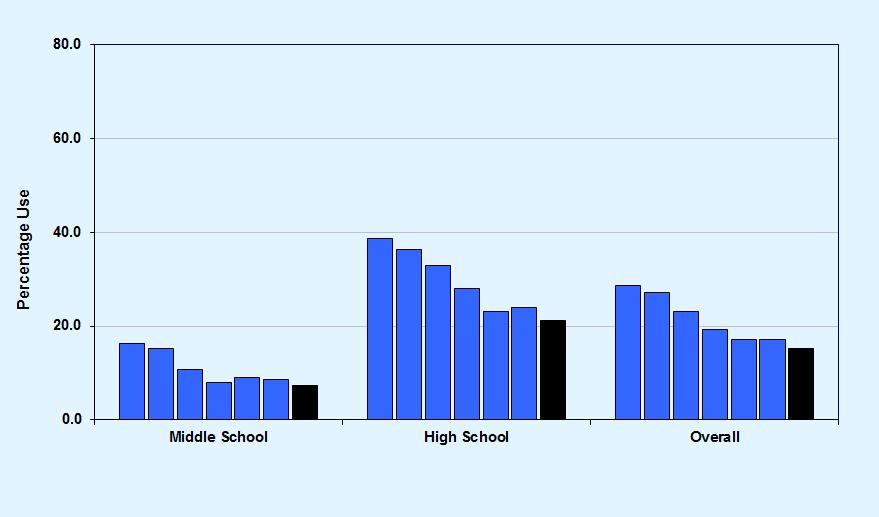 80.0
60.0
40.0
20.0
0.0
Percentage Use
Middle School
High School
Overall